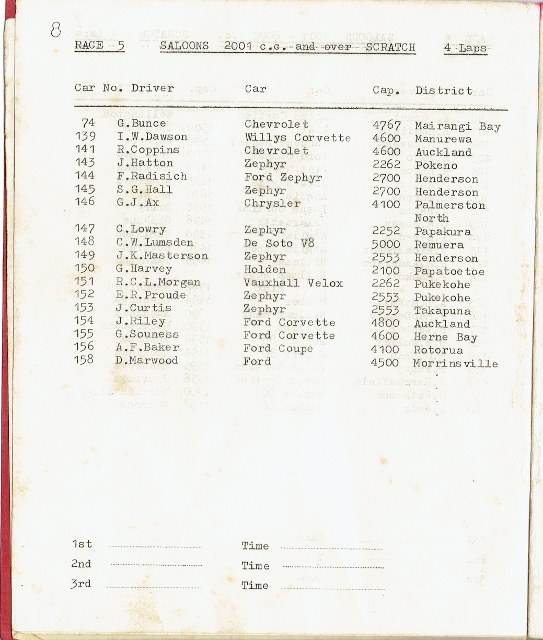 8
RACE 5 SALOONS 2001 c.c. and over SCRATCH 4 Laps
Car No. Driver Car Cap. District
74 G.Bunce Chevrolet 4767 Mairangi Bay
139 I.W.Dawson Willys Corvette 4600 Manurewa
141 R.Coppins Chevrolet 4600 Auckland
143 J.Hatton Zephyr 2262 Pokeno
144 F.Radisich Ford Zephyr 2700 Henderson
145 S.G.Hall Zephyr 2700 Henderson
146 G.J.Ax Chrysler 4100 Palmerston
North
147 C.Lowry Zephyr 2252 Papakura
148 C.W.Lumsden De Soto V8 5000 Remuera
149 J.K.Masterson Zephyr 2553 Henderson
150 G.Harvey Holden 2100 Papatoetoe
151 R.C.L.Morgan Vauxhall Velox 2262 Pukekohe
152 E.R.Proude Zephyr 2553 Pukekohe
153 J.Curtis Zephyr 2553 Takapuna
154 J.Riley Ford Corvette 4800 Auckland
155 G.Souness Ford Corvette 4600 Herne Bay
156 A.F.Baker Ford Coupe 4100 Rotorua
158 D.Marwood Ford 4500 Morrinsville
1st Time
2nd Time
3rd Time